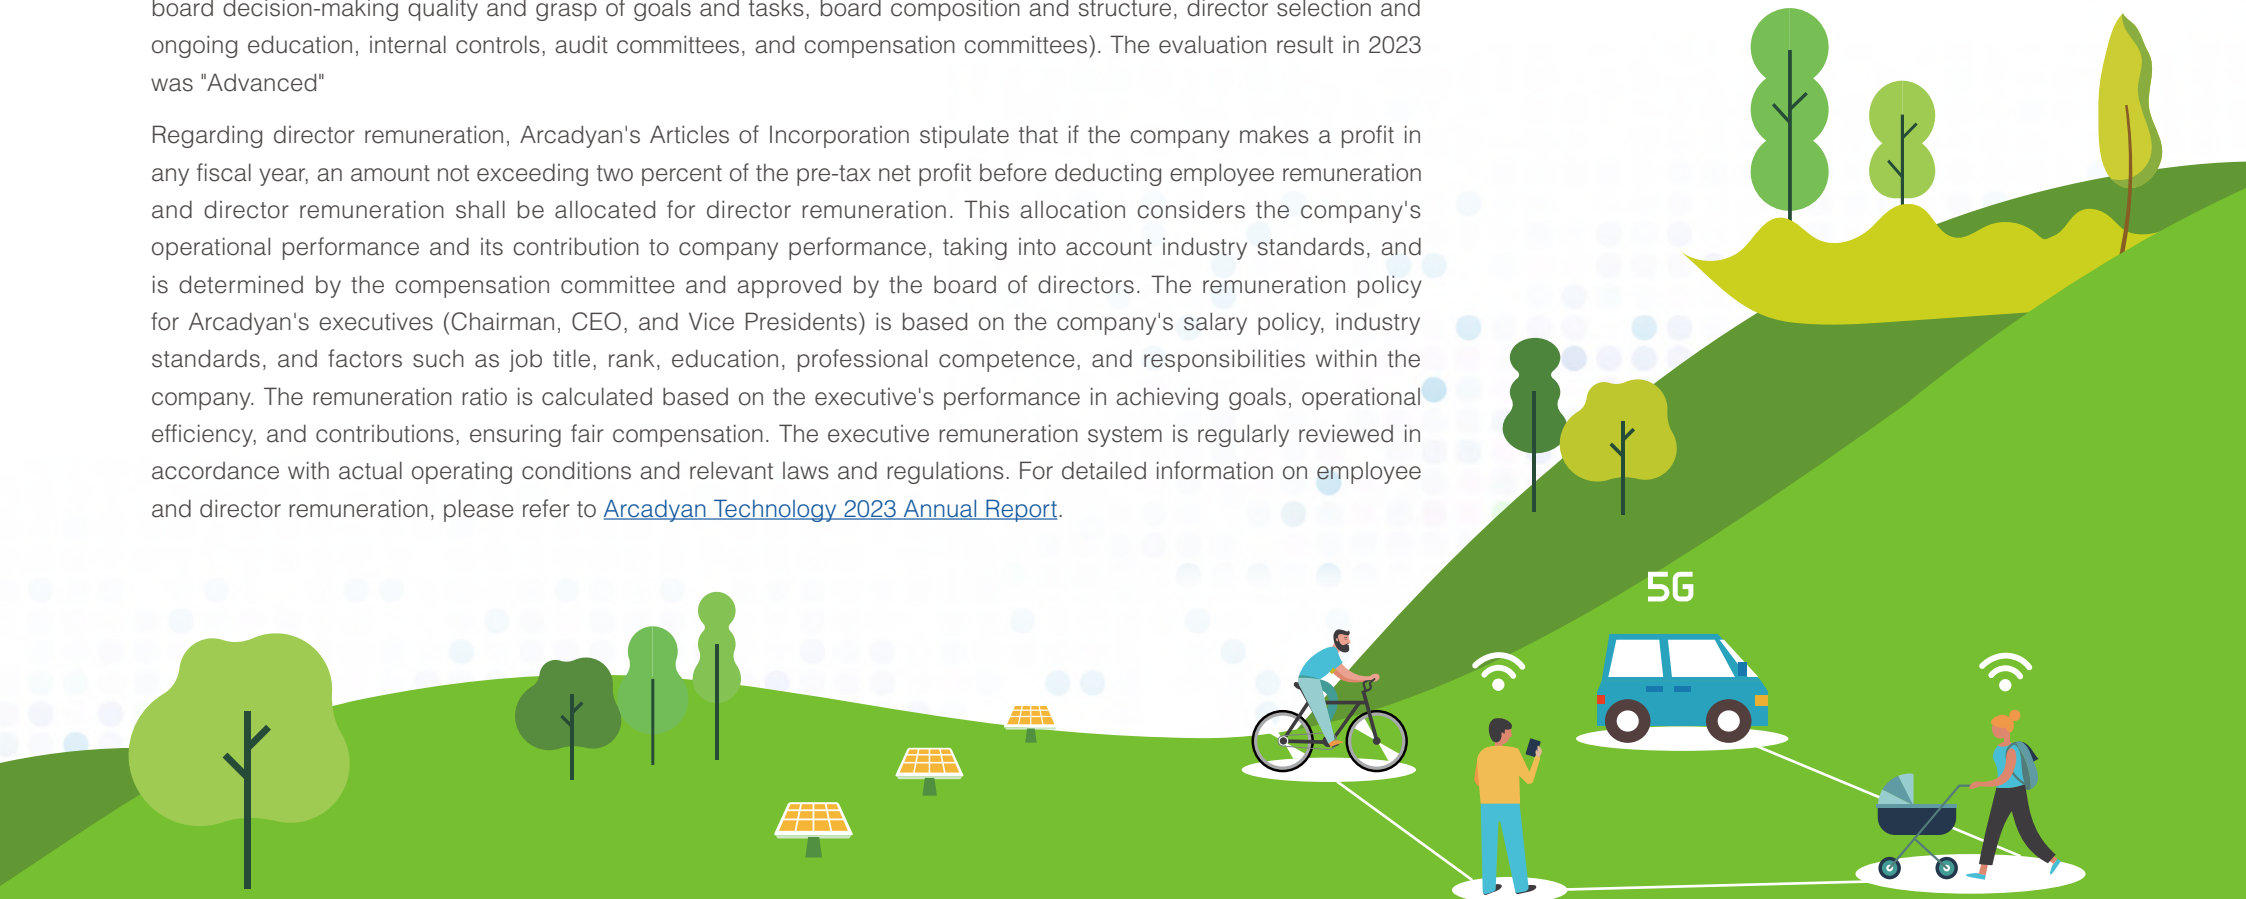 board decision-making quality and grasp of goals and tasks, board composition and structure, director selection and
ongoing education, internal controls, audit committees, and compensation committees). The evaluation result in 2023
was "Advanced"
Regarding director remuneration, Arcadyan's Articles of Incorporation stipulate that if the company makes a profit in
any fiscal year, an amount not exceeding two percent of the pre-tax net profit before deducting employee remuneration
and director remuneration shall be allocated for director remuneration. This allocation considers the company's
operational performance and its contribution to company performance, taking into account industry standards, and
is determined by the compensation committee and approved by the board of directors. The remuneration policy
for Arcadyan's executives (Chairman, CEO, and Vice Presidents) is based on the company's salary policy, industry
standards, and factors such as job title, rank, education, professional competence, and responsibilities within the
company. The remuneration ratio is calculated based on the executive's performance in achieving goals, operational
efficiency, and contributions, ensuring fair compensation. The executive remuneration system is regularly reviewed in
accordance with actual operating conditions and relevant laws and regulations. For detailed information on employee
and director remuneration, please refer to Arcadyan Technology 2023 Annual Report.
5G